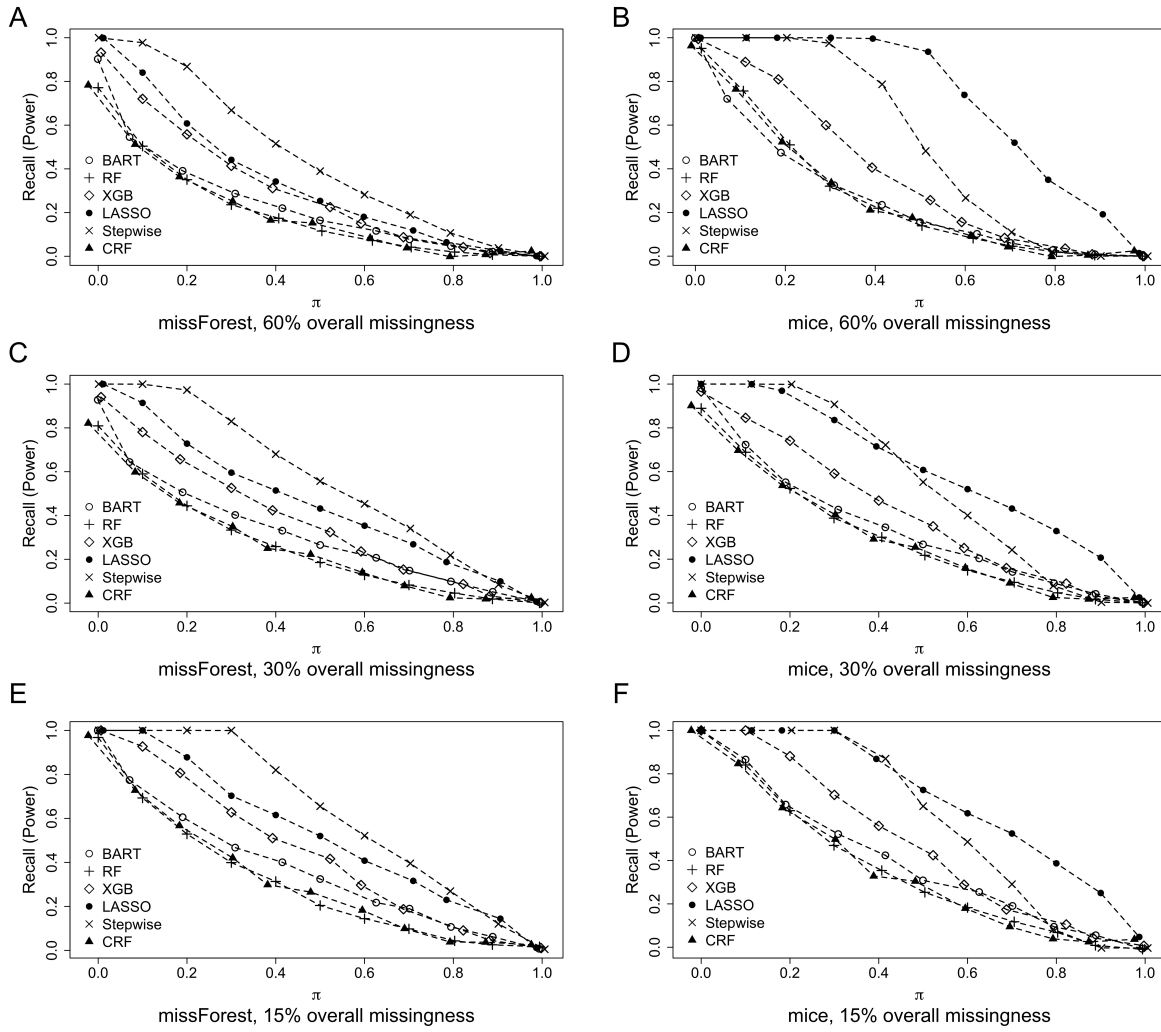 A
Recall (Power)
1.0
0.8
0.6
0.4
0.2
0.0
BART
RF
XGB
LASSO
Stepwise
CRF
0.0 0.2 0.4 0.6 0.8 1.0
π
missForest, 60% overall missingness
B
Recall (Power)
1.0
0.8
0.6
0.4
0.2
0.0
BART
RF
XGB
LASSO
Stepwise
CRF
0.0 0.2 0.4 0.6 0.8 1.0
π
mice, 60% overall missingness
C
Recall (Power)
1.0
0.8
0.6
0.4
0.2
0.0
BART
RF
XGB
LASSO
Stepwise
CRF
0.0 0.2 0.4 0.6 0.8 1.0
π
missForest, 30% overall missingness
D
Recall (Power)
1.0
0.8
0.6
0.4
0.2
0.0
BART
RF
XGB
LASSO
Stepwise
CRF
0.0 0.2 0.4 0.6 0.8 1.0
π
mice, 30% overall missingness
E
Recall (Power)
1.0
0.8
0.6
0.4
0.2
0.0
BART
RF
XGB
LASSO
Stepwise
CRF
0.0 0.2 0.4 0.6 0.8 1.0
π
missForest, 15% overall missingness
F
Recall (Power)
1.0
0.8
0.6
0.4
0.2
0.0
BART
RF
XGB
LASSO
Stepwise
CRF
0.0 0.2 0.4 0.6 0.8 1.0
π
mice, 15% overall missingness